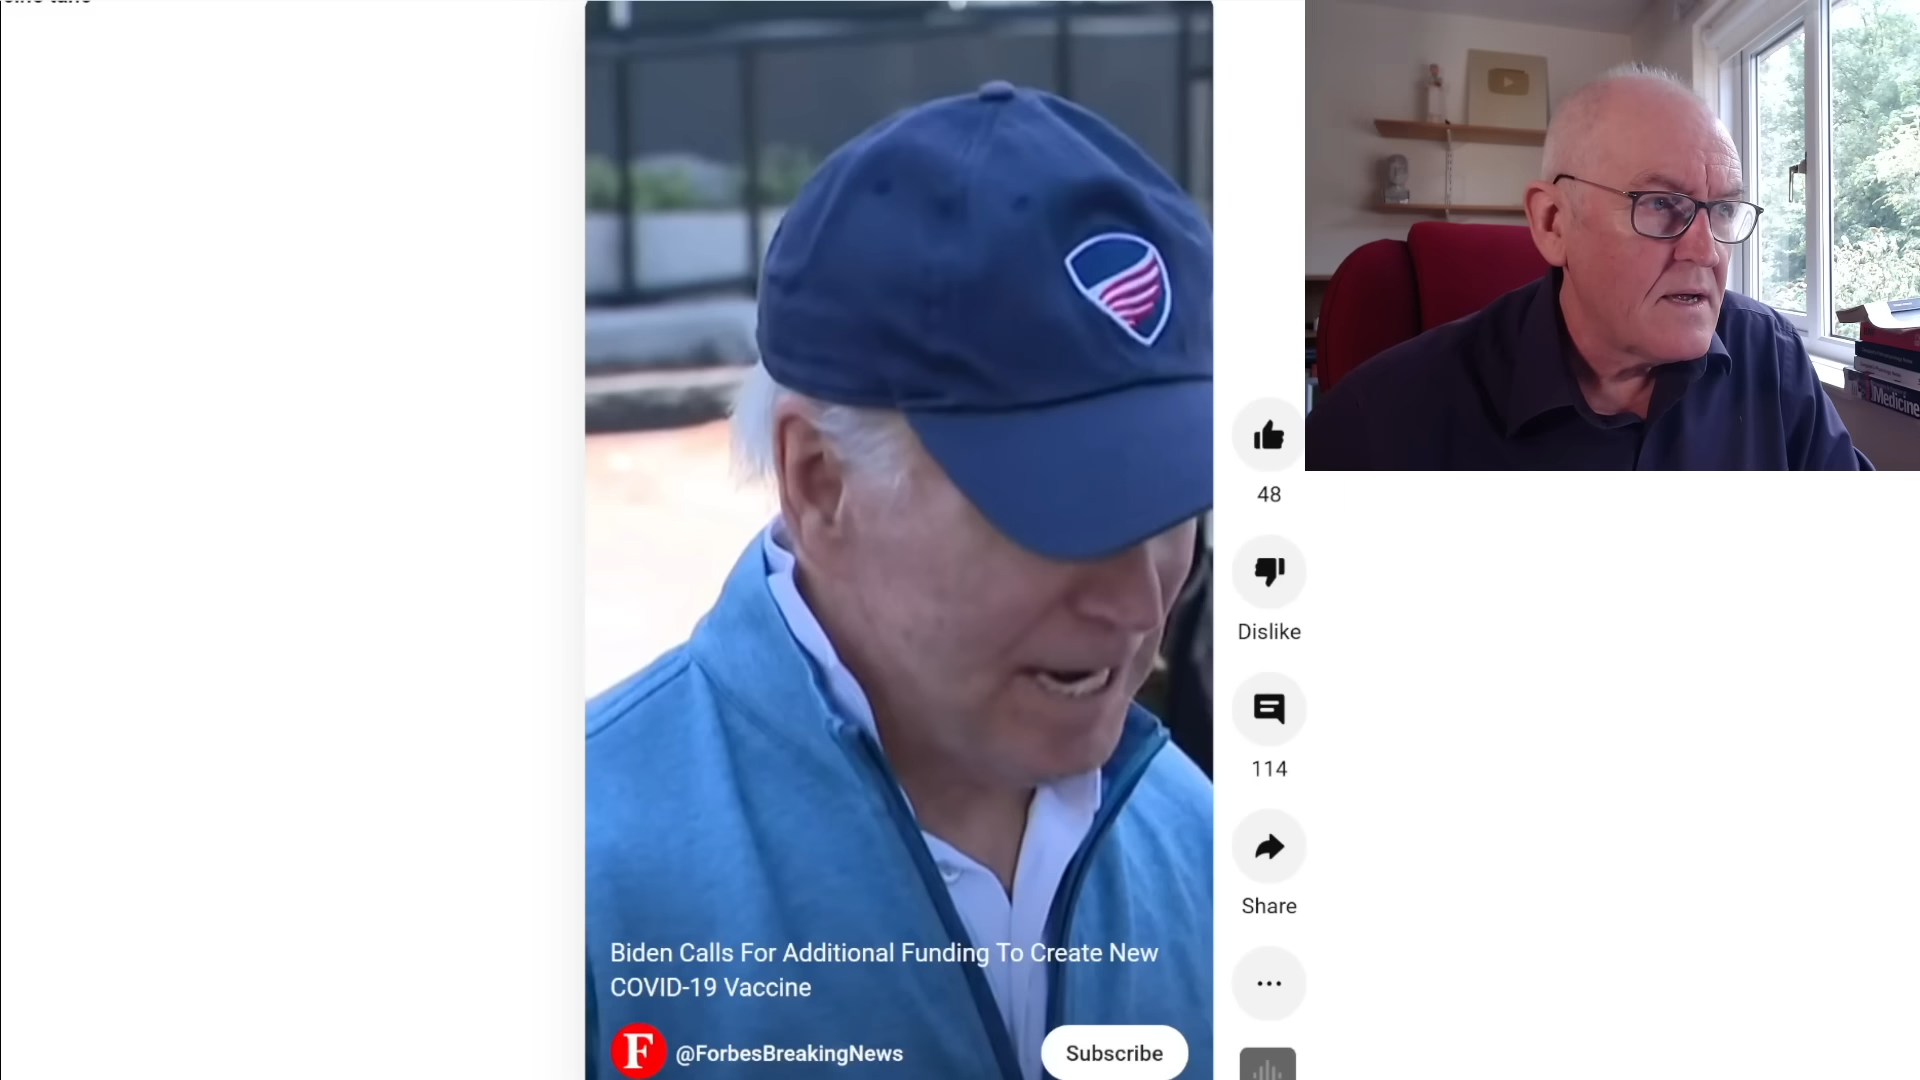 48
Dislike
114
Share
Biden Calls For Additional Funding To Create New
COVID-19 Vaccine
F
@ForbesBreakingNews
Subscribe
Medicine